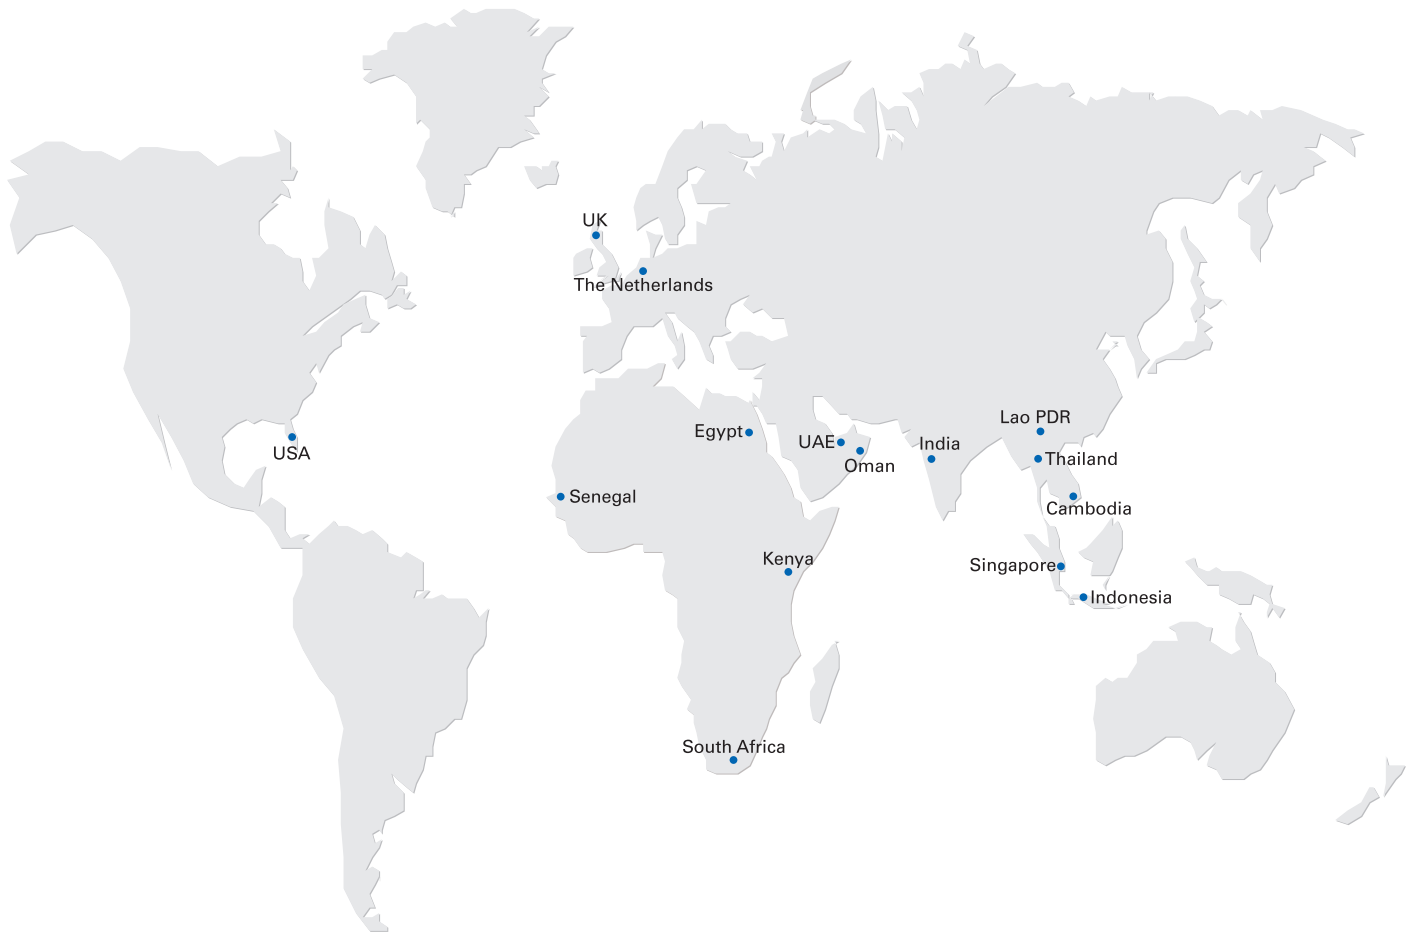 UK
The Netherlands
Lao PDR
Egypt
UAE
India
USA
Oman
Thailand
Senegal
Cambodia
Kenya
Singapore
Indonesia
South Africa